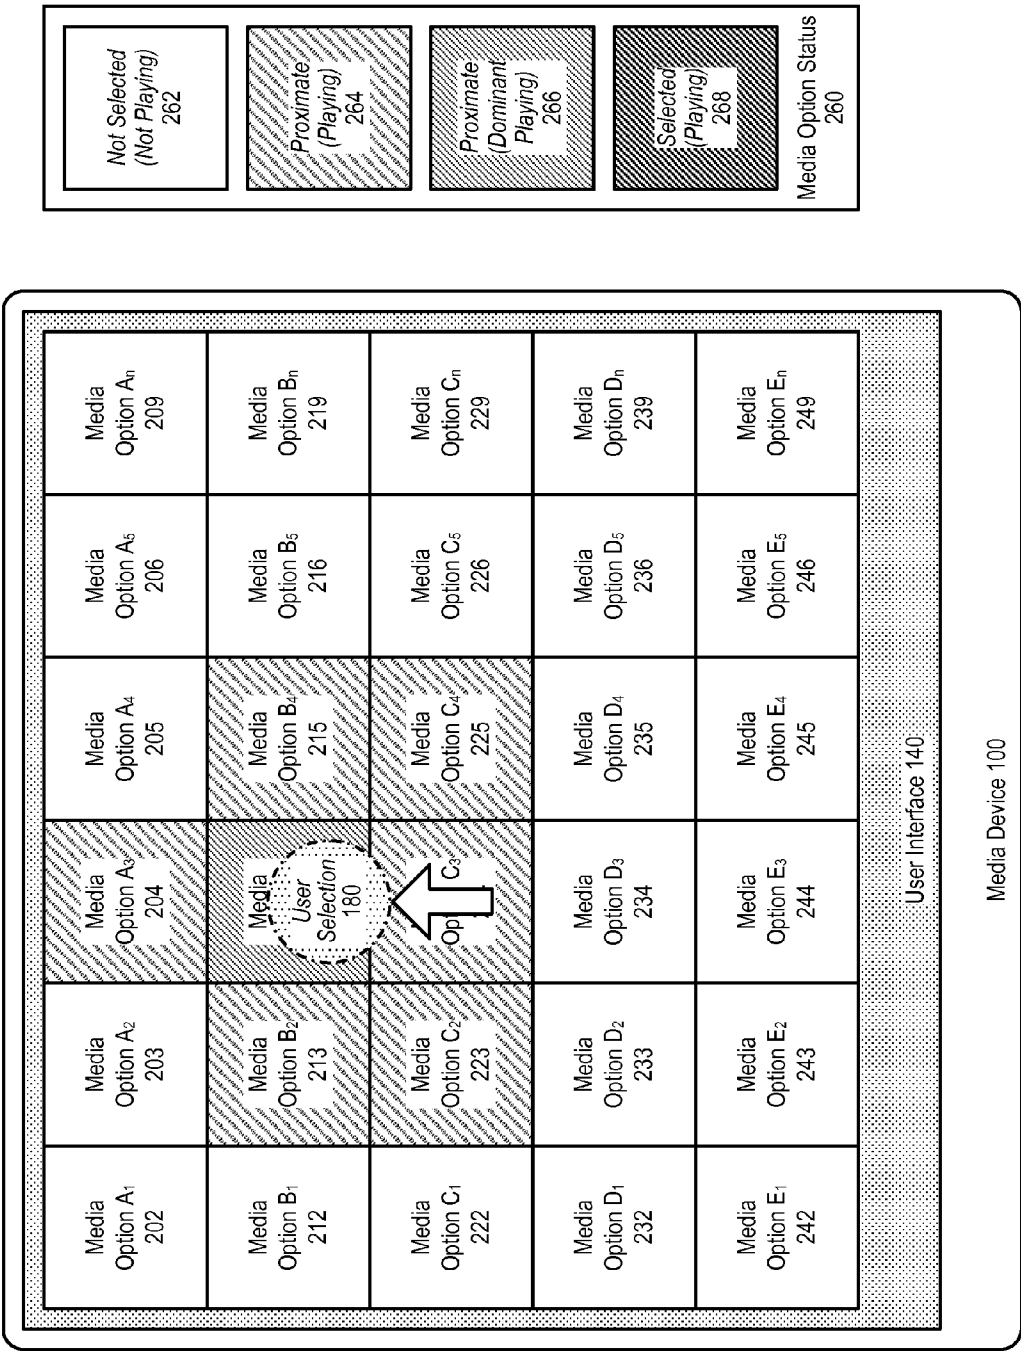 Media
Option A1
202
Media
Option A2
203
Media
Option A3
204
Media
Option A4
205
Media
Option A5
206
Media
Option An
209
Media
Option B1
212
Media
Option B2
213
Media
User
Selection
180
Media
Option B4
215
Media
Option B5
216
Media
Option Bn
219
Media
Option C1
222
Media
Option C2
223
C3
Media
Option C4
225
Media
Option C5
226
Media
Option Cn
229
Media
Option D1
232
Media
Option D2
233
Media
Option D3
234
Media
Option D4
235
Media
Option D5
236
Media
Option Dn
239
Media
Option E1
242
Media
Option E2
243
Media
Option E3
244
Media
Option E4
245
Media
Option E5
246
Media
Option En
249
User Interface 140
Media Device 100
Not Selected
(Not Playing)
262
Proximate
(Playing)
264
Proximate
(Dominant
Playing)
266
Selected
(Playing)
268
Media Option Status
260